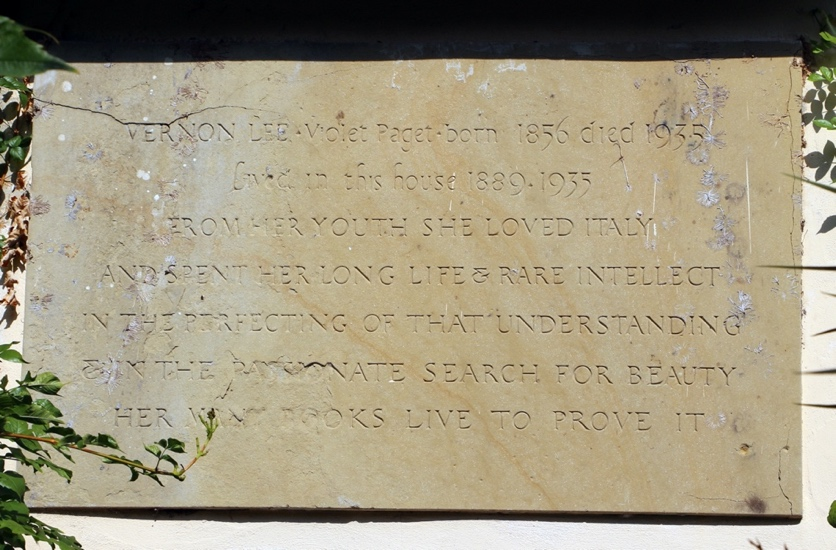 VERNON LEE · Violet Paget · born 1856 died 1935
lived in this house 1889 · 1935
FROM HER YOUTH SHE LOVED ITALY
AND SPENT HER LONG LIFE & RARE INTELLECT
IN THE PERFECTING OF THAT UNDERSTANDING
& IN THE PASSIONATE SEARCH FOR BEAUTY
HER MANY BOOKS LIVE TO PROVE IT